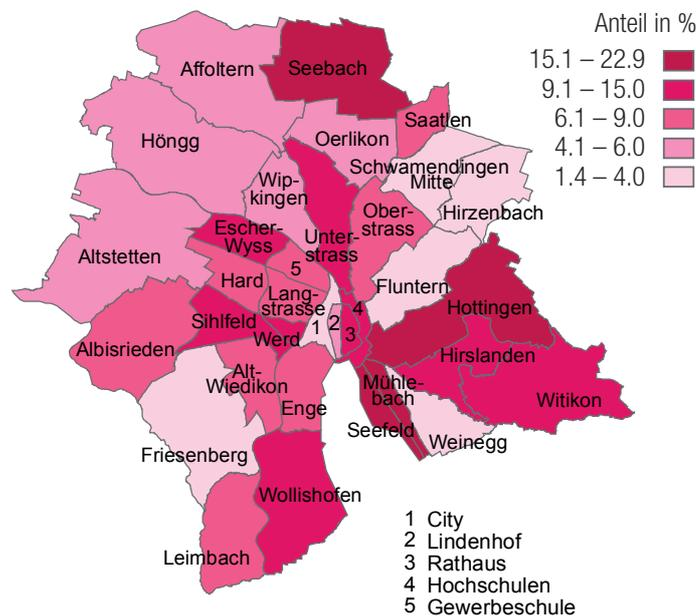 Anteil in %
15.1 – 22.9
9.1 – 15.0
6.1 – 9.0
4.1 – 6.0
1.4 – 4.0
Affoltern
Seebach
Saatlen
Oerlikon
Höngg
Schwamendingen
Mitte
Wip-
kingen
Hirzenbach
Ober-
strass
Escher-
Wyss
Unter-
strass
Altstetten
5
Hard
Fluntern
Lang-
strasse
Hottingen
4
Sihlfeld
1
2
3
Werd
Albisrieden
Hirslanden
Alt-
Wiedikon
Mühle-
bach
Witikon
Enge
Seefeld
Weinegg
Friesenberg
Wollishofen
Leimbach
1 City
2 Lindenhof
3 Rathaus
4 Hochschulen
5 Gewerbeschule